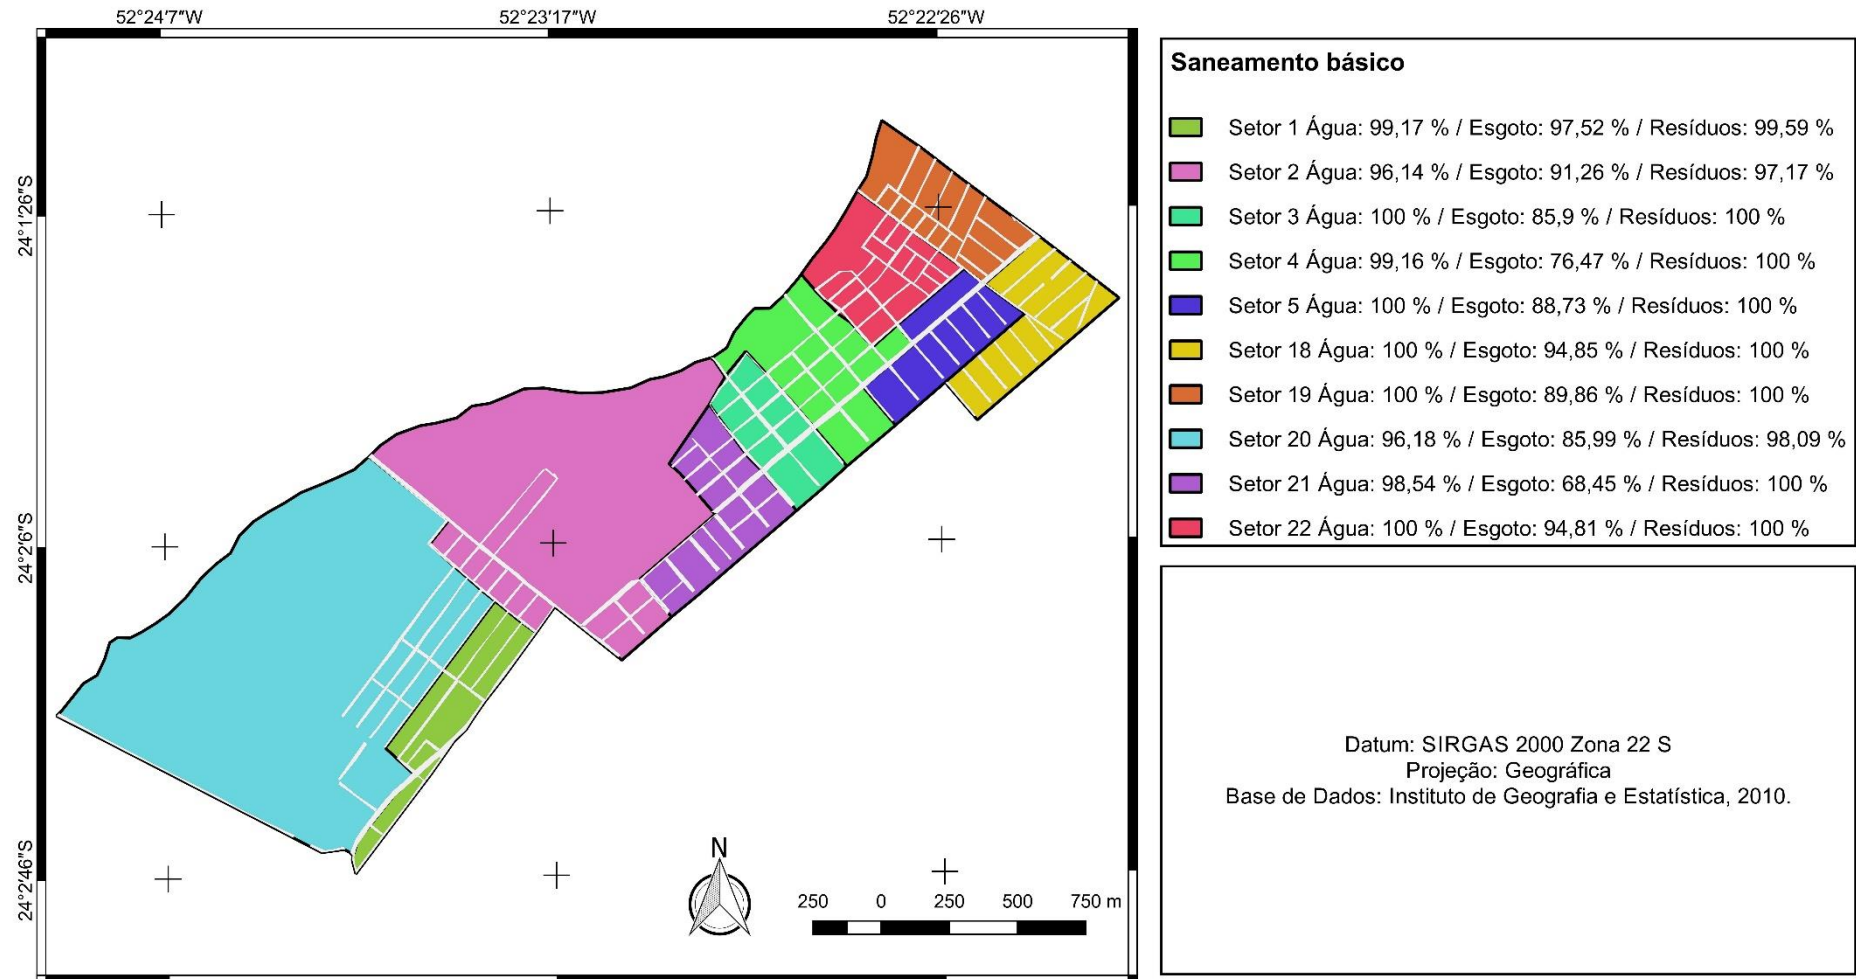 52°24′7″W
52°23′17″W
52°22′26″W
24°1′26″S
24°2′6″S
24°2′46″S
N
250 0 250 500 750 m
Saneamento básico
Setor 1 Água: 99,17 % / Esgoto: 97,52 % / Resíduos: 99,59 %
Setor 2 Água: 96,14 % / Esgoto: 91,26 % / Resíduos: 97,17 %
Setor 3 Água: 100 % / Esgoto: 85,9 % / Resíduos: 100 %
Setor 4 Água: 99,16 % / Esgoto: 76,47 % / Resíduos: 100 %
Setor 5 Água: 100 % / Esgoto: 88,73 % / Resíduos: 100 %
Setor 18 Água: 100 % / Esgoto: 94,85 % / Resíduos: 100 %
Setor 19 Água: 100 % / Esgoto: 89,86 % / Resíduos: 100 %
Setor 20 Água: 96,18 % / Esgoto: 85,99 % / Resíduos: 98,09 %
Setor 21 Água: 98,54 % / Esgoto: 68,45 % / Resíduos: 100 %
Setor 22 Água: 100 % / Esgoto: 94,81 % / Resíduos: 100 %
Datum: SIRGAS 2000 Zona 22 S
Projeção: Geográfica
Base de Dados: Instituto de Geografia e Estatística, 2010.